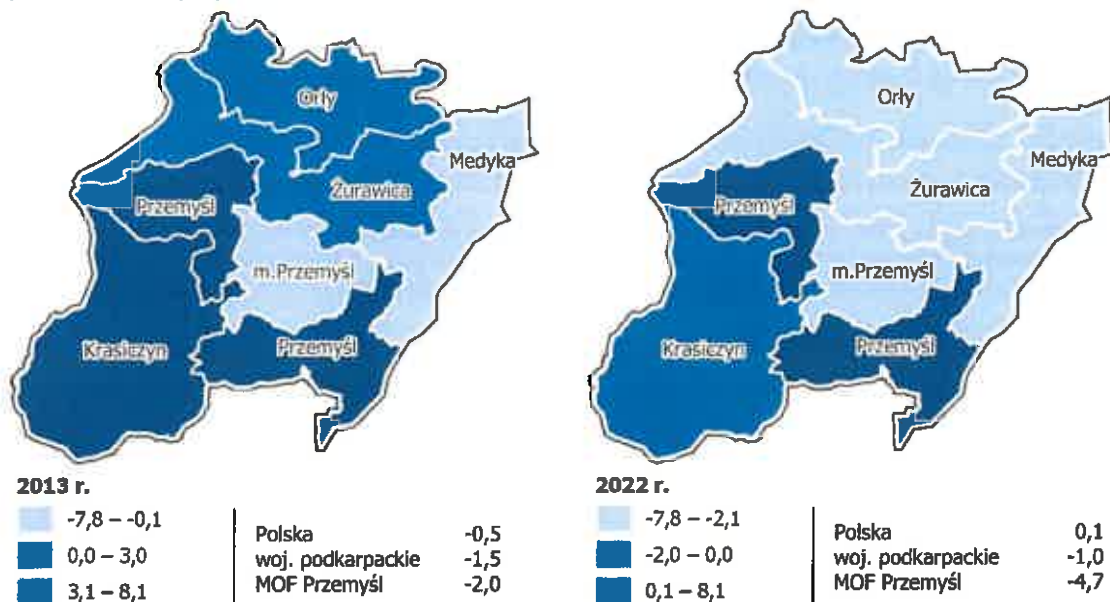 Orły
Medyka
Żurawica
Przemyśl
m.Przemyśl
Krasiczyn
Przemyśl
2013 r.
-7,8 – -0,1
0,0 – 3,0
3,1 – 8,1
Polska -0,5
woj. podkarpackie -1,5
MOF Przemyśl -2,0
Orły
Medyka
Żurawica
Przemyśl
m.Przemyśl
Krasiczyn
Przemyśl
2022 r.
-7,8 – -2,1
-2,0 – 0,0
0,1 – 8,1
Polska 0,1
woj. podkarpackie -1,0
MOF Przemyśl -4,7